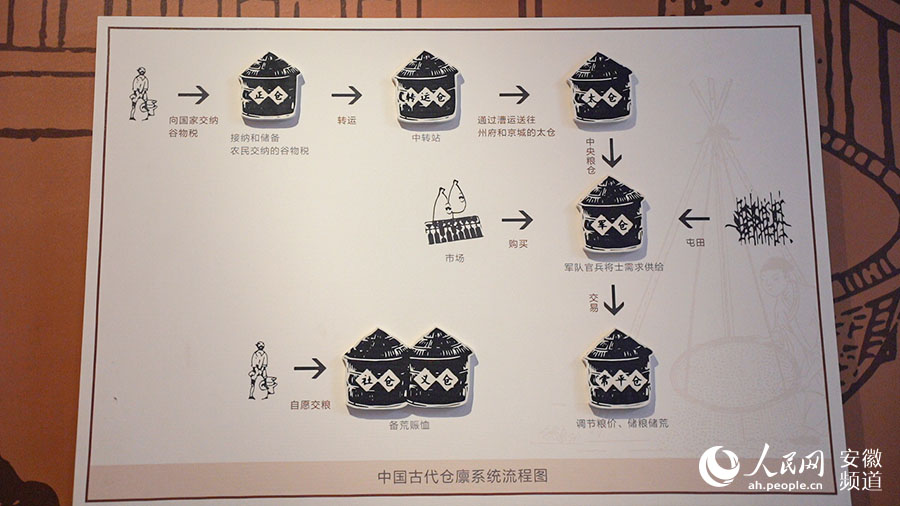 正仓
转运仓
太仓
向国家交纳
谷物税
接纳和储备
农民交纳的谷物税
转运
中转站
通过漕运送往
州府和京城的太仓
中央粮仓
市场
购买
军仓
屯田
军队官兵将士需求供给
交易
自愿交粮
社仓
义仓
备荒赈恤
常平仓
调节粮价、储粮储荒
中国古代仓廪系统流程图
人民网
ah.people.cn
安徽
频道